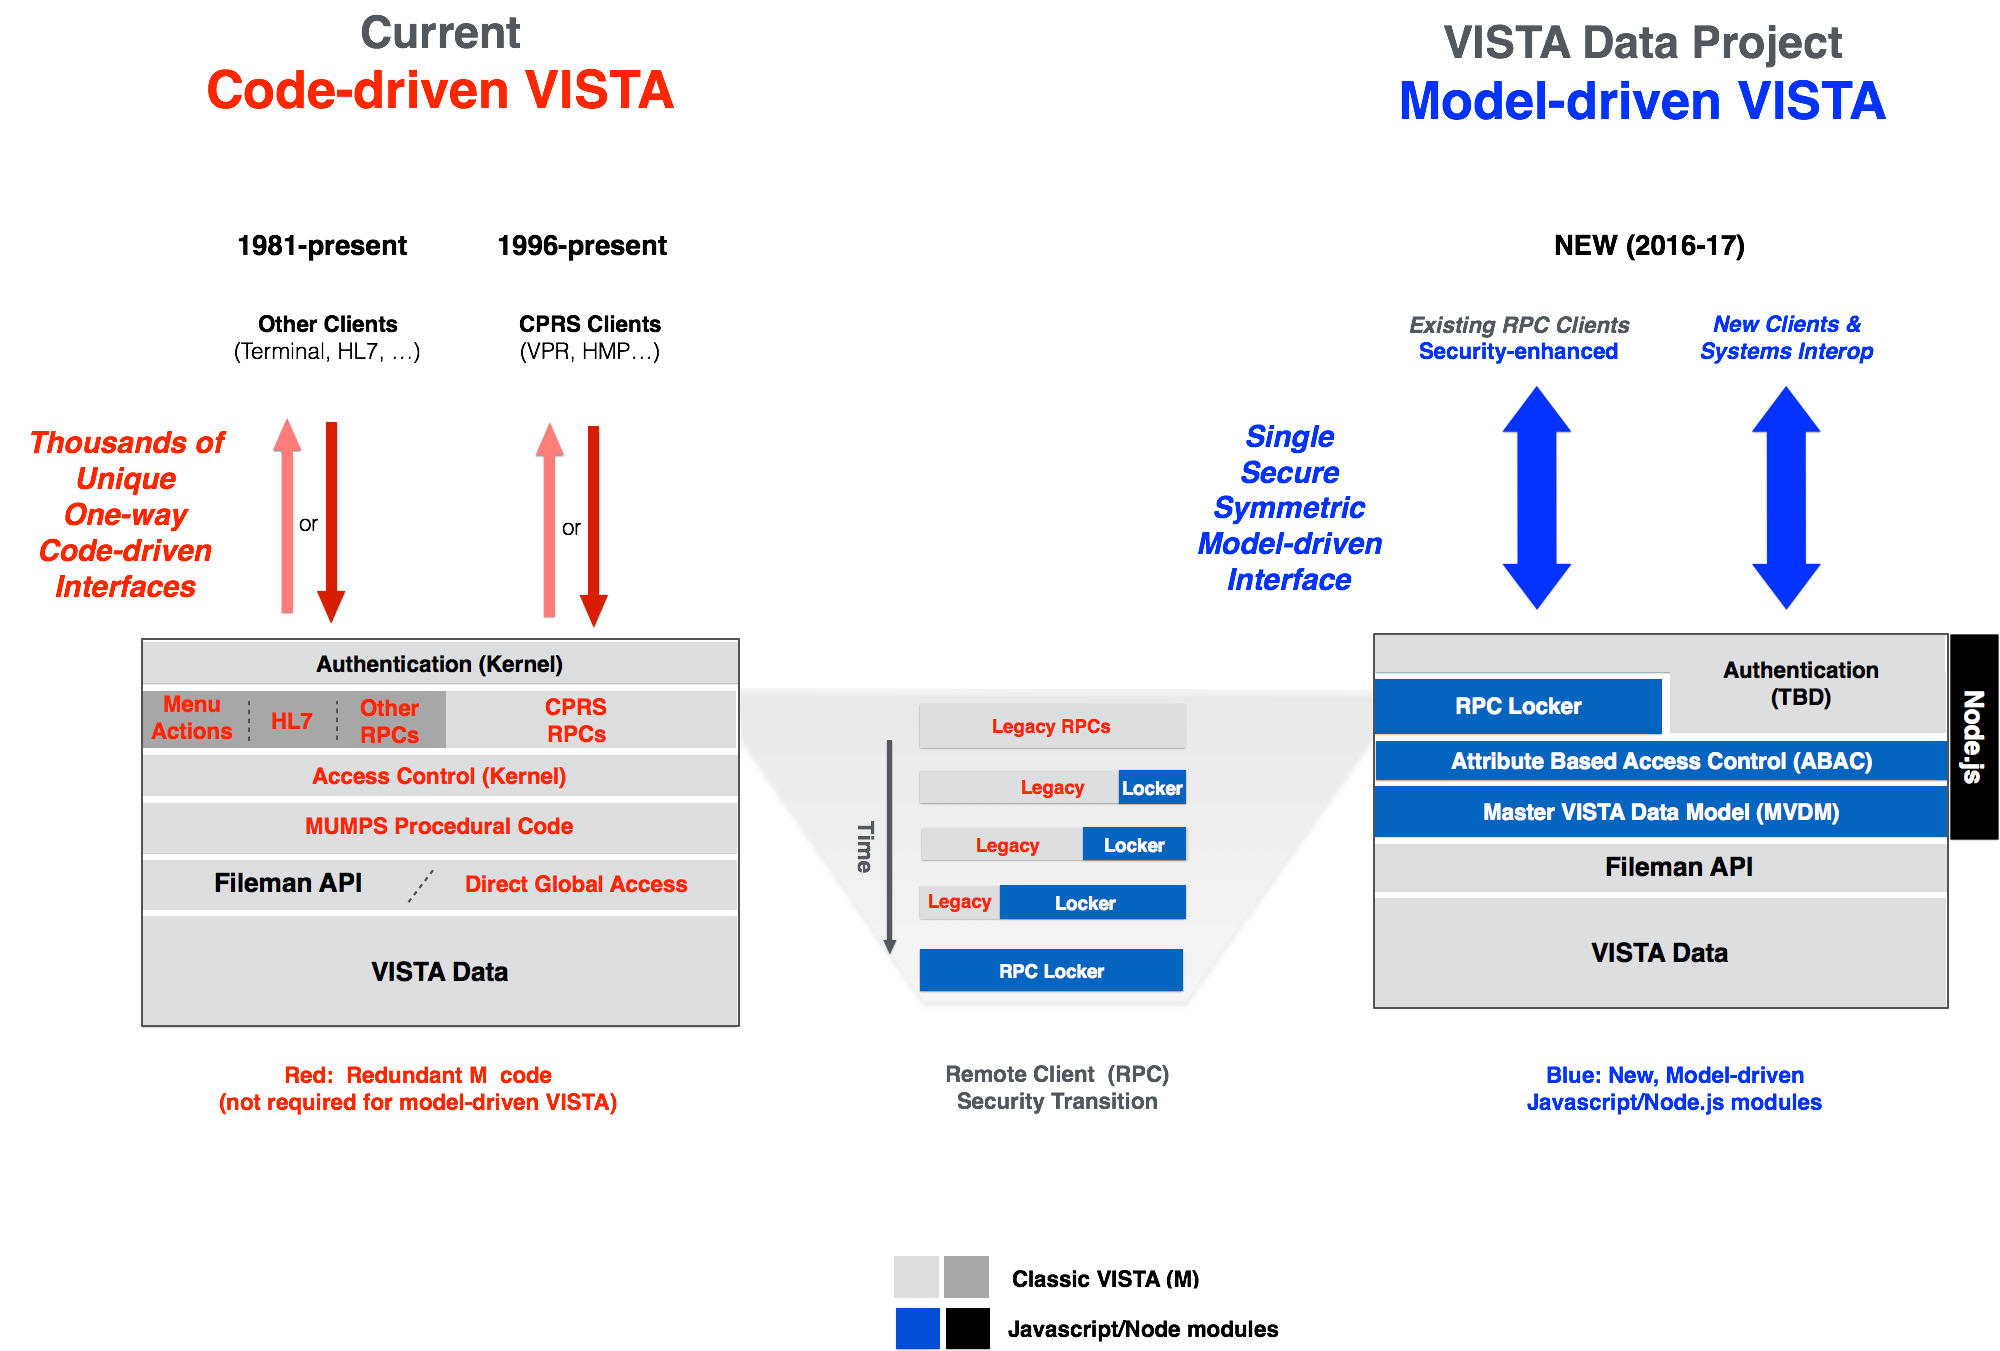 Current
Code-driven VISTA
VISTA Data Project
Model-driven VISTA
1981-present
1996-present
NEW (2016-17)
Other Clients
(Terminal, HL7, …)
CPRS Clients
(VPR, HMP…)
Existing RPC Clients
Security-enhanced
New Clients &
Systems Interop
Thousands of
Unique
One-way
Code-driven
Interfaces
or
or
Single
Secure
Symmetric
Model-driven
Interface
Authentication (Kernel)
Menu
Actions
HL7
Other
RPCs
CPRS
RPCs
Access Control (Kernel)
MUMPS Procedural Code
Fileman API
Direct Global Access
VISTA Data
Time
Legacy RPCs
Legacy
Locker
Legacy
Locker
Legacy
Locker
RPC Locker
Authentication
(TBD)
RPC Locker
Attribute Based Access Control (ABAC)
Master VISTA Data Model (MVDM)
Fileman API
VISTA Data
Node.js
Red:  Redundant M  code
(not required for model-driven VISTA)
Remote Client  (RPC)
Security Transition
Blue: New, Model-driven
Javascript/Node.js modules
Classic VISTA (M)
Javascript/Node modules